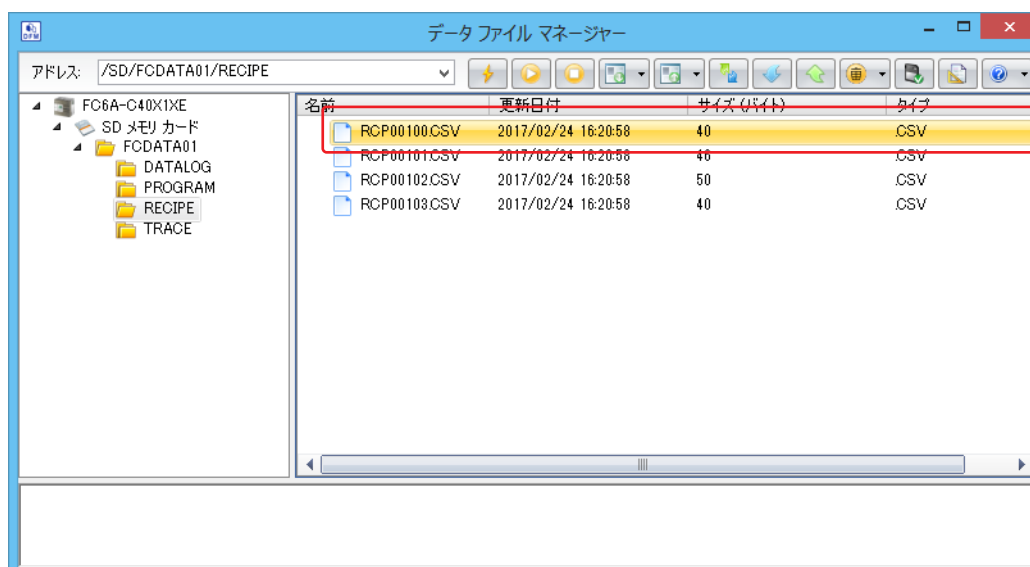 データ ファイル マネージャー
アドレス: /SD/FCDATA01/RECIPE
FC6A-C40X1XE
SD メモリ カード
FCDATA01
DATALOG
PROGRAM
RECIPE
TRACE
名前 更新日付 サイズ (バイト) タイプ
RCP00100.CSV 2017/02/24 16:20:58 40 .CSV
RCP00101.CSV 2017/02/24 16:20:58 46 .CSV
RCP00102.CSV 2017/02/24 16:20:58 50 .CSV
RCP00103.CSV 2017/02/24 16:20:58 40 .CSV